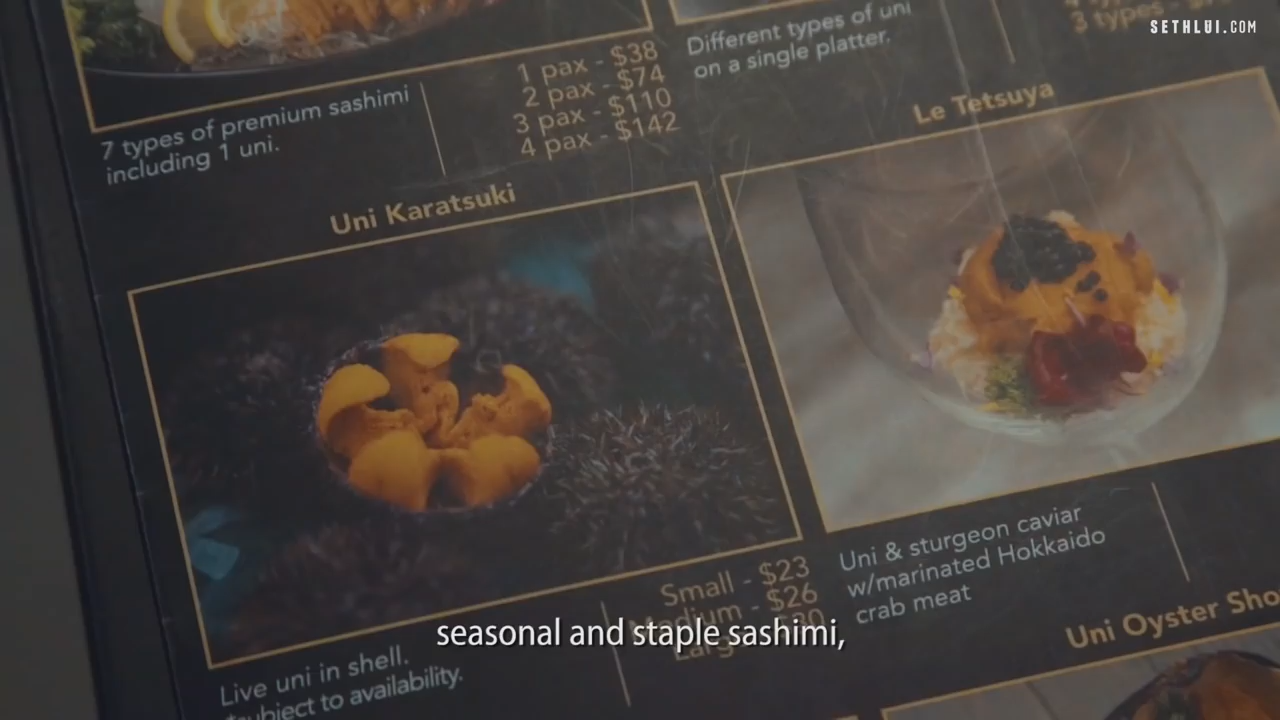 SETHLUI.COM
Different types of uni
on a single platter.
3 types
1 pax - $38
2 pax - $74
3 pax - $110
4 pax - $142
7 types of premium sashimi
including 1 uni.
Uni Karatsuki
Le Tetsuya
Small - $23
Medium - $26
Live uni in shell.
subject to availability.
Uni & sturgeon caviar
w/marinated Hokkaido
crab meat
Uni Oyster Sho
seasonal and staple sashimi,